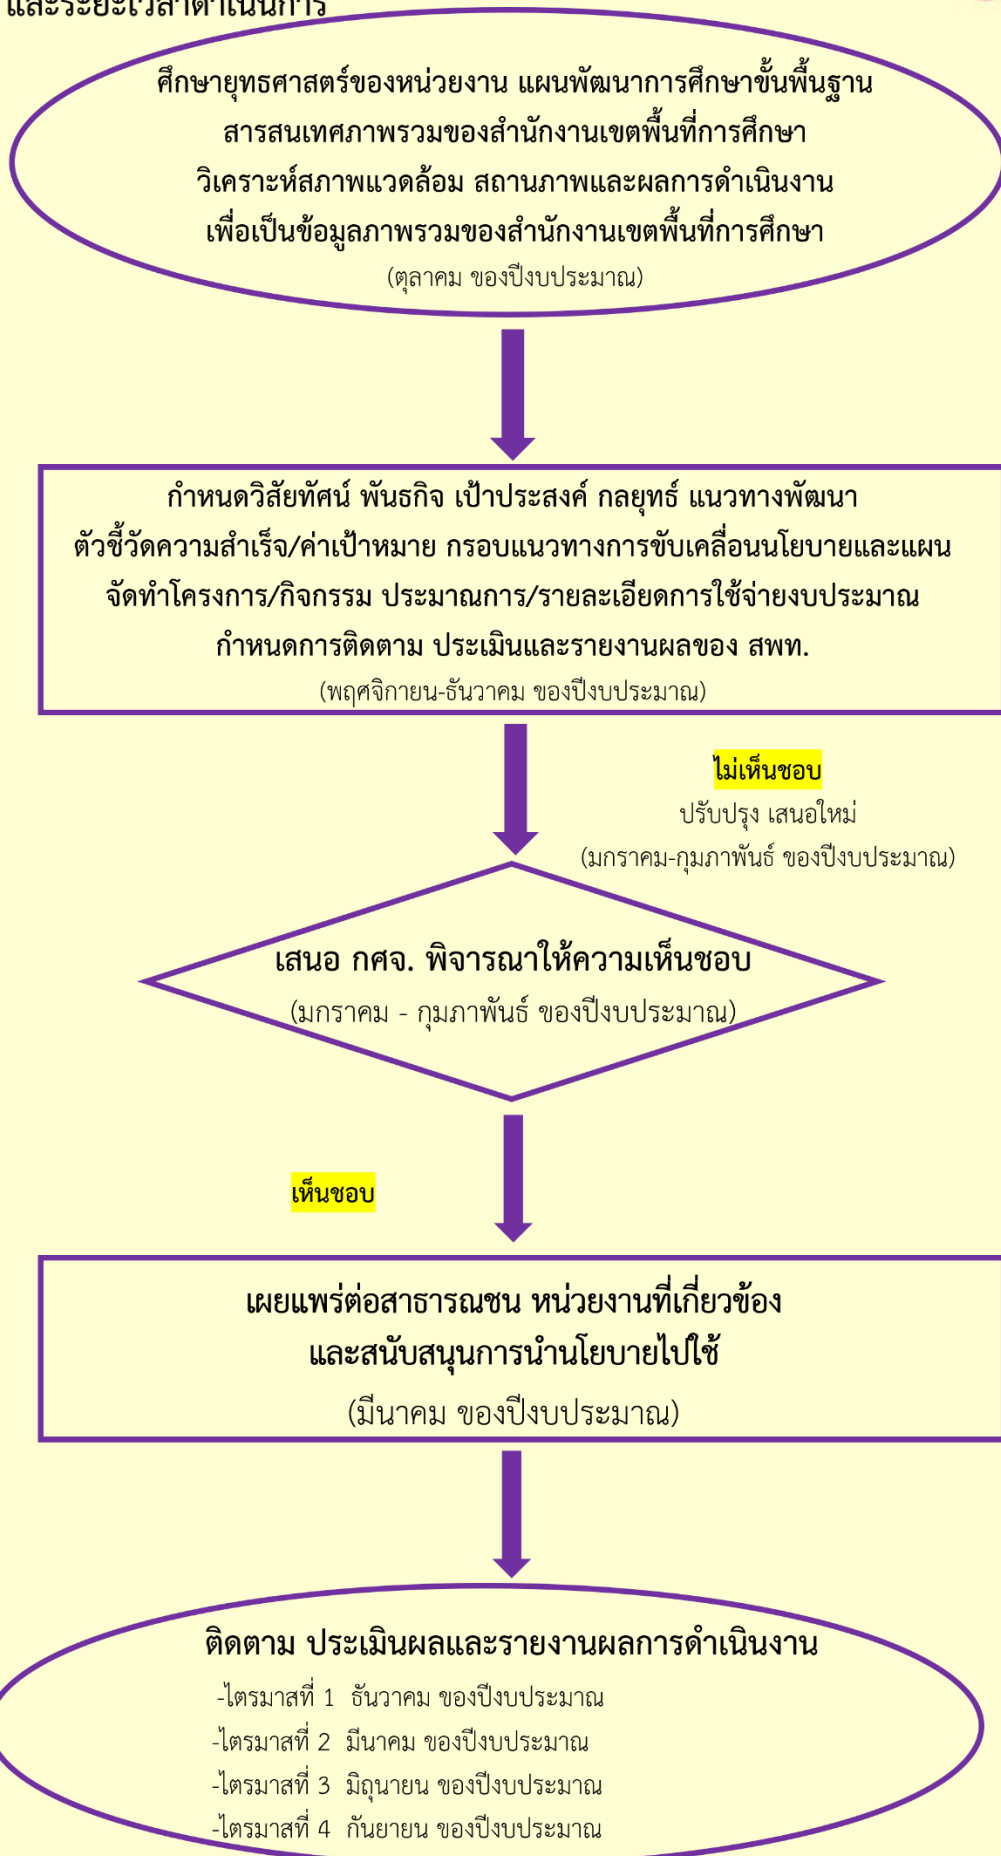 และระยะเวลาดำเนินการ
ศึกษายุทธศาสตร์ของหน่วยงาน แผนพัฒนาการศึกษาขั้นพื้นฐาน
สารสนเทศภาพรวมของสำนักงานเขตพื้นที่การศึกษา
วิเคราะห์สภาพแวดล้อม สถานภาพและผลการดำเนินงาน
เพื่อเป็นข้อมูลภาพรวมของสำนักงานเขตพื้นที่การศึกษา
(ตุลาคม ของปีงบประมาณ)
กำหนดวิสัยทัศน์ พันธกิจ เป้าประสงค์ กลยุทธ์ แนวทางพัฒนา
ตัวชี้วัดความสำเร็จ/ค่าเป้าหมาย กรอบแนวทางการขับเคลื่อนนโยบายและแผน
จัดทำโครงการ/กิจกรรม ประมาณการ/รายละเอียดการใช้จ่ายงบประมาณ
กำหนดการติดตาม ประเมินและรายงานผลของ สพท.
(พฤศจิกายน-ธันวาคม ของปีงบประมาณ)
ไม่เห็นชอบ
ปรับปรุง เสนอใหม่
(มกราคม-กุมภาพันธ์ ของปีงบประมาณ)
เสนอ กศจ. พิจารณาให้ความเห็นชอบ
(มกราคม - กุมภาพันธ์ ของปีงบประมาณ)
เห็นชอบ
เผยแพร่ต่อสาธารณชน หน่วยงานที่เกี่ยวข้อง
และสนับสนุนการนำนโยบายไปใช้
(มีนาคม ของปีงบประมาณ)
ติดตาม ประเมินผลและรายงานผลการดำเนินงาน
-ไตรมาสที่ 1 ธันวาคม ของปีงบประมาณ
-ไตรมาสที่ 2 มีนาคม ของปีงบประมาณ
-ไตรมาสที่ 3 มิถุนายน ของปีงบประมาณ
-ไตรมาสที่ 4 กันยายน ของปีงบประมาณ